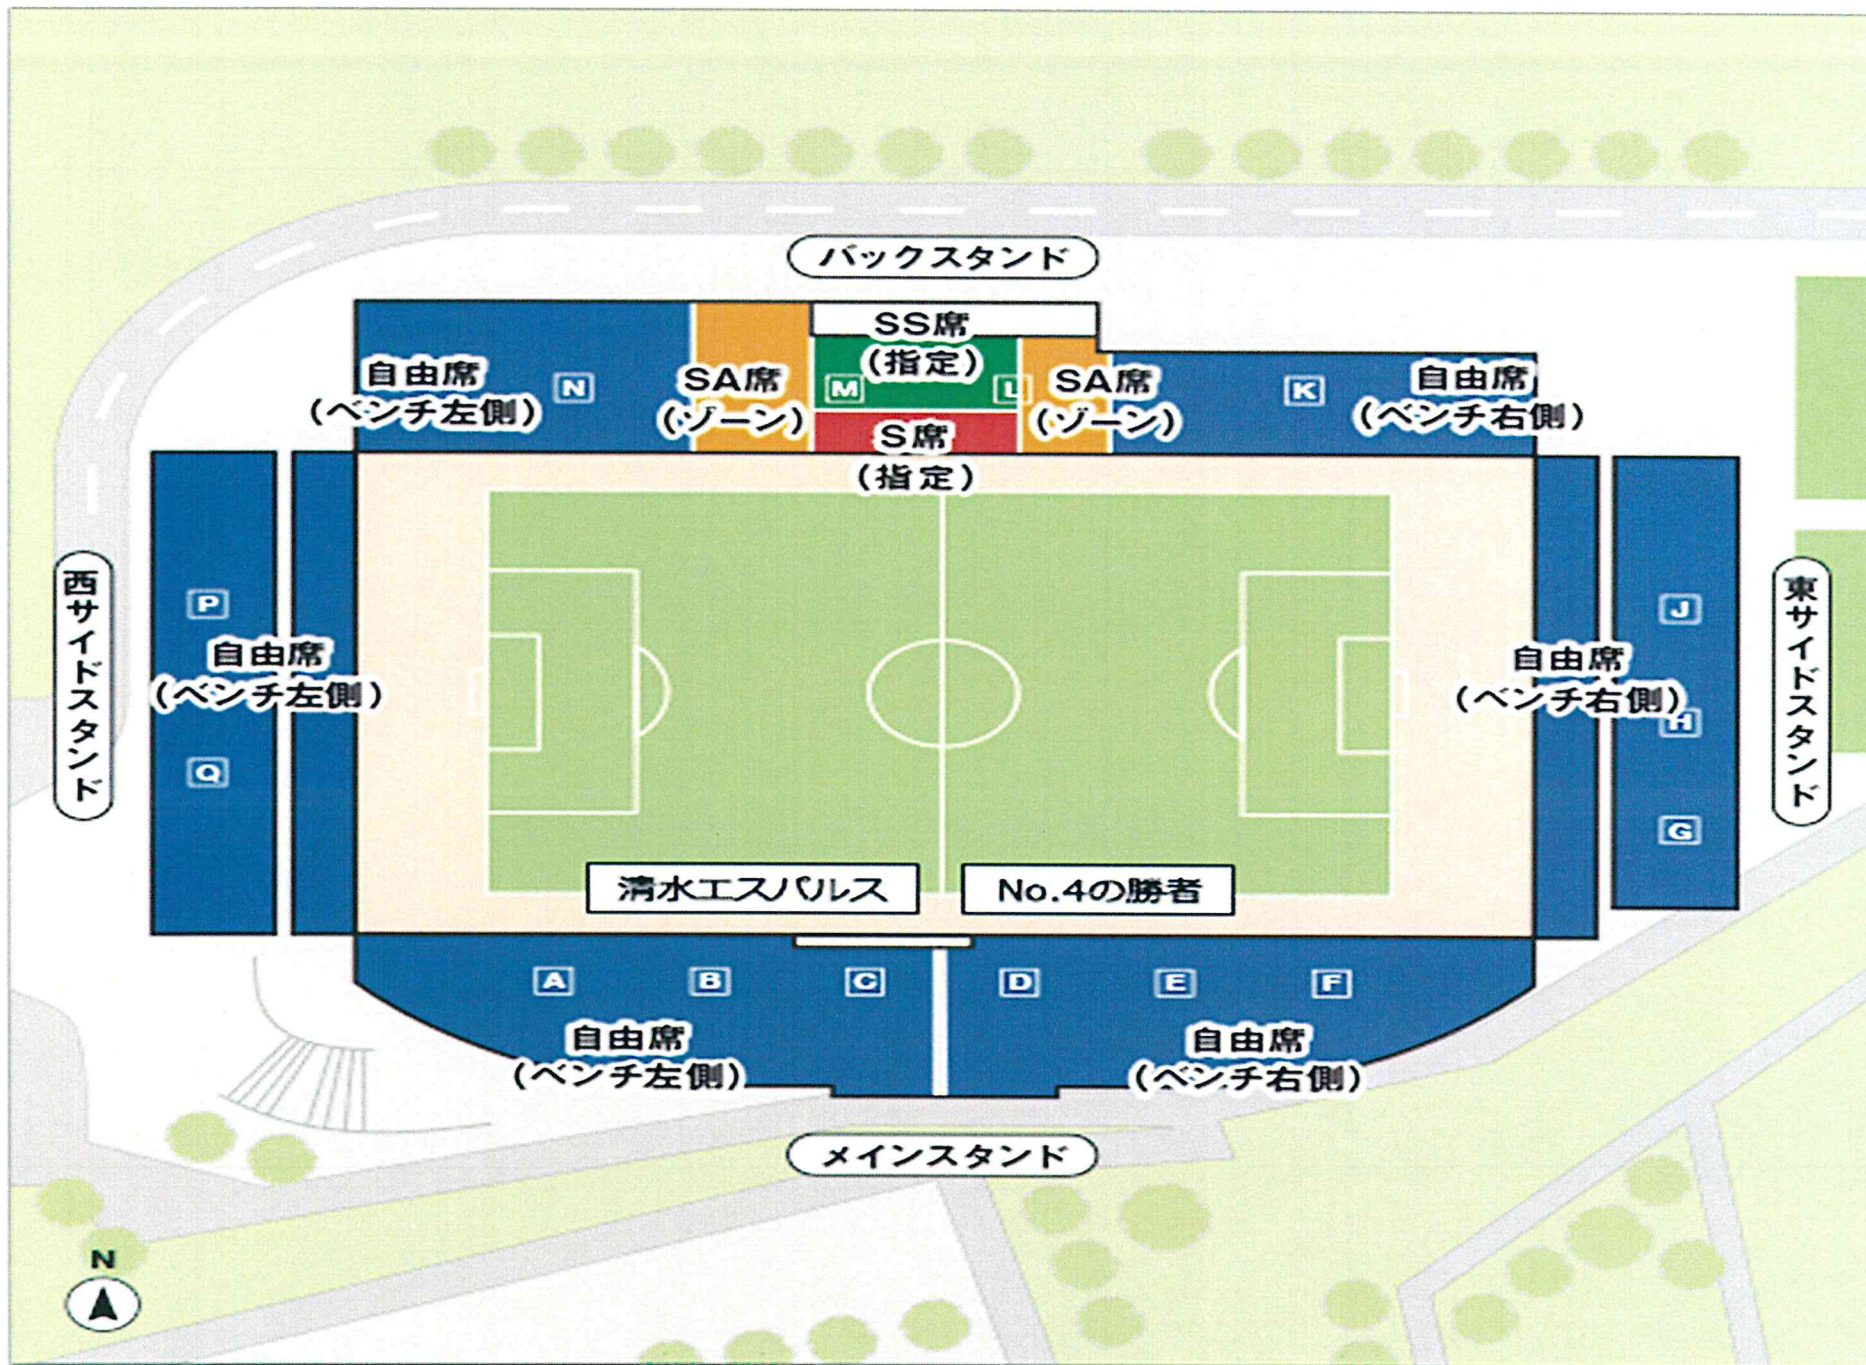 バックスタンド
SS席
(指定)
自由席
(ベンチ左側)
N
SA席
(ゾーン)
M
L
SA席
(ゾーン)
K
自由席
(ベンチ右側)
S席
(指定)
西サイドスタンド
P
自由席
(ベンチ左側)
Q
東サイドスタンド
J
自由席
(ベンチ右側)
H
G
清水エスパルス
No.4の勝者
A
B
C
D
E
F
自由席
(ベンチ左側)
自由席
(ベンチ右側)
メインスタンド
N